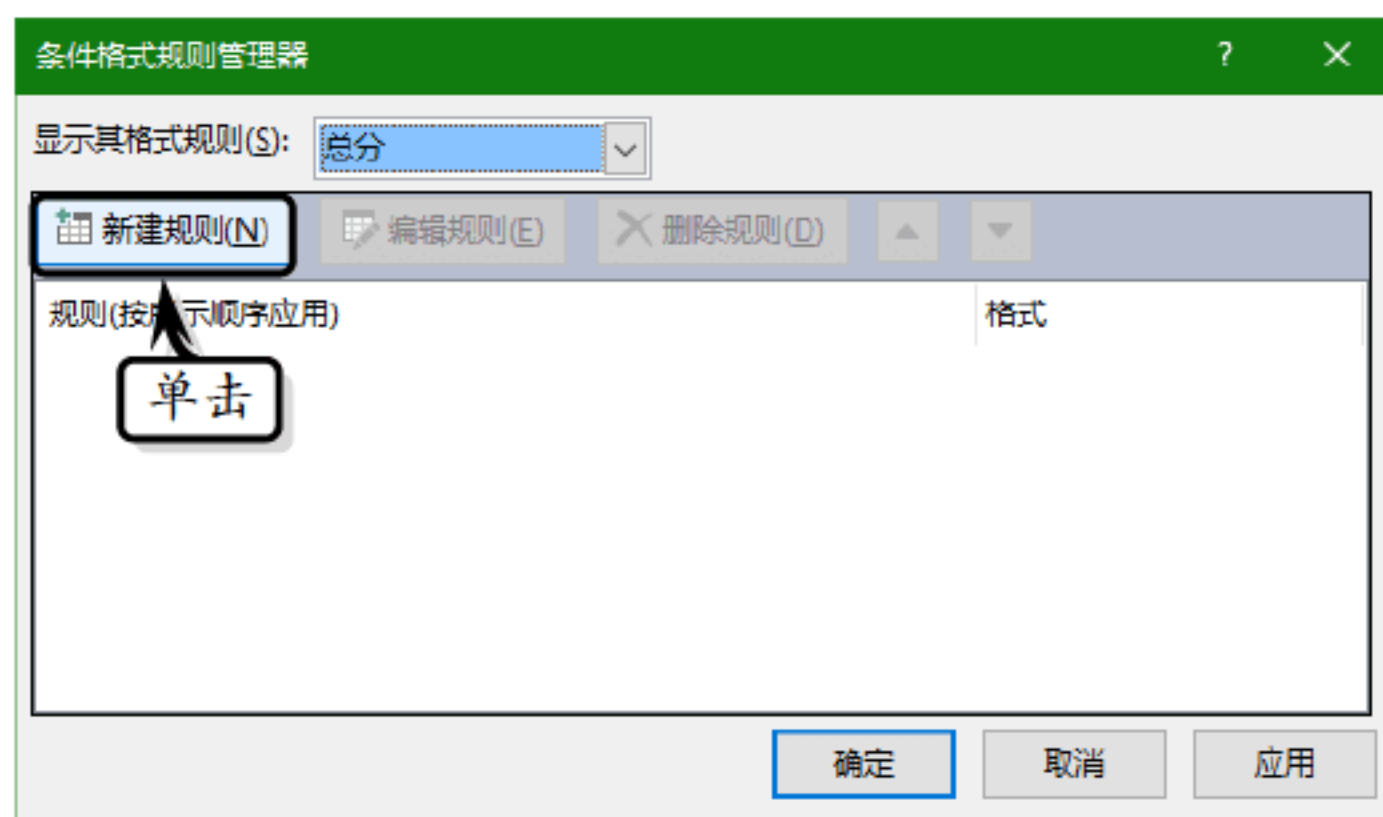 条件格式规则管理器 ? ×
显示其格式规则(S): 总分
新建规则(N) 编辑规则(E) 删除规则(D)
规则(按所示顺序应用) 格式
单击
确定 取消 应用